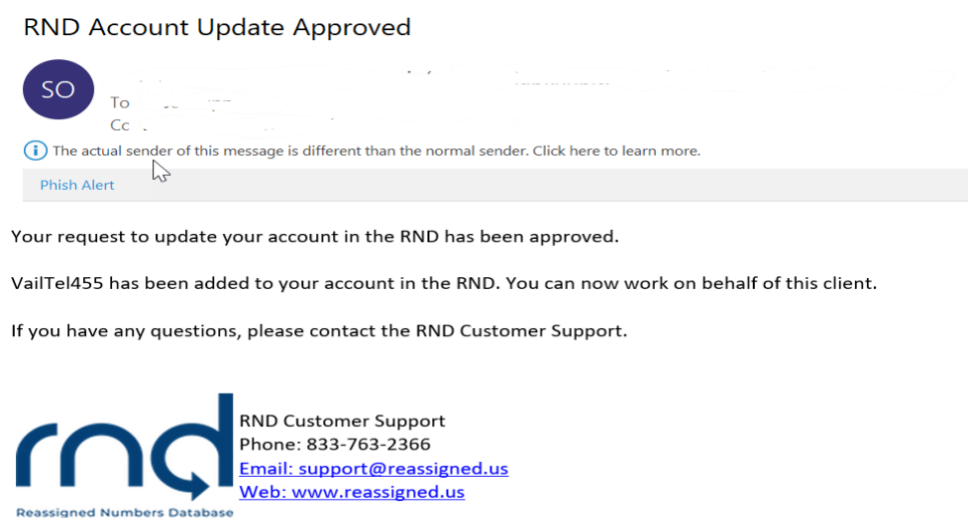 RND Account Update Approved
SO
To
Cc
The actual sender of this message is different than the normal sender. Click here to learn more.
Phish Alert
Your request to update your account in the RND has been approved.
VailTel455 has been added to your account in the RND. You can now work on behalf of this client.
If you have any questions, please contact the RND Customer Support.
rnd
Reassigned Numbers Database
RND Customer Support
Phone: 833-763-2366
Email: support@reassigned.us
Web: www.reassigned.us